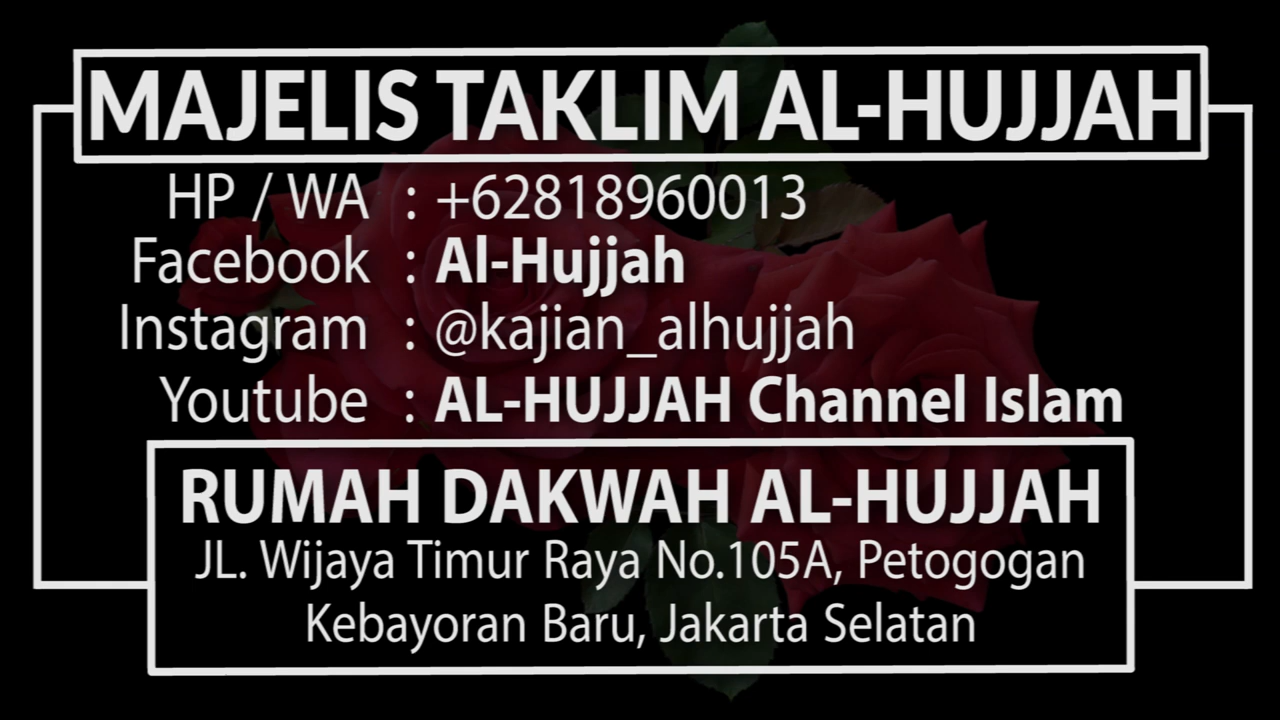 MAJELIS TAKLIM AL-HUJJAH
HP / WA : +62818960013
Facebook : Al-Hujjah
Instagram : @kajian_alhujjah
Youtube : AL-HUJJAH Channel Islam
RUMAH DAKWAH AL-HUJJAH
JL. Wijaya Timur Raya No.105A, Petogogan
Kebayoran Baru, Jakarta Selatan